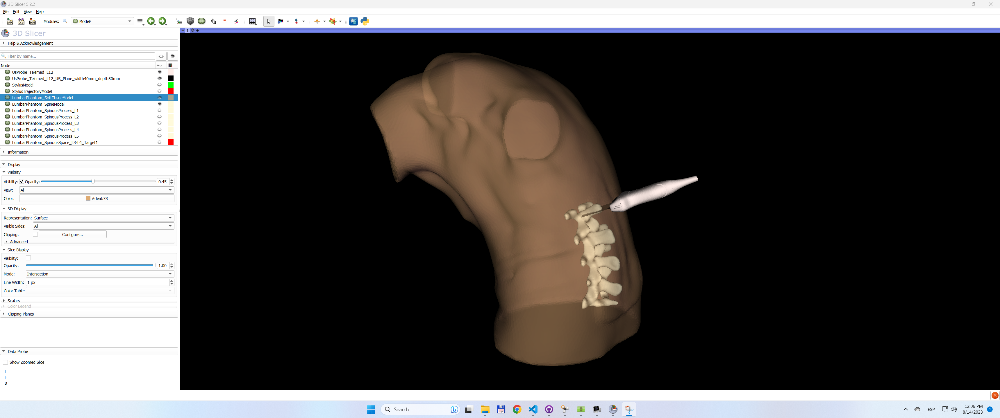 3D Slicer 5.2.2
File Edit View Help
DATA DCM SAVE Modules: Models
1
3D Slicer
Help & Acknowledgement
Filter by name...
Node
UsProbe_Telemed_L12
UsProbe_Telemed_L12_US_Plane_width40mm_depth50mm
StylusModel
StylusTrajectoryModel
LumbarPhantom_SoftTissueModel
LumbarPhantom_SpineModel
LumbarPhantom_SpinousProcess_L1
LumbarPhantom_SpinousProcess_L2
LumbarPhantom_SpinousProcess_L3
LumbarPhantom_SpinousProcess_L4
LumbarPhantom_SpinousProcess_L5
LumbarPhantom_SpinousSpace_L3-L4_Target1
Information
Display
Visibility
Visibility: Opacity: 0.45
View: All
Color: #deab73
3D Display
Representation: Surface
Visible Sides: All
Clipping: Configure...
Advanced
Slice Display
Visibility:
Opacity: 1.00
Mode: Intersection
Line Width: 1 px
Color Table:
Scalars
Color Legend
Clipping Planes
Data Probe
Show Zoomed Slice
L
F
B
Search
ESP
12:06 PM
8/14/2023
1